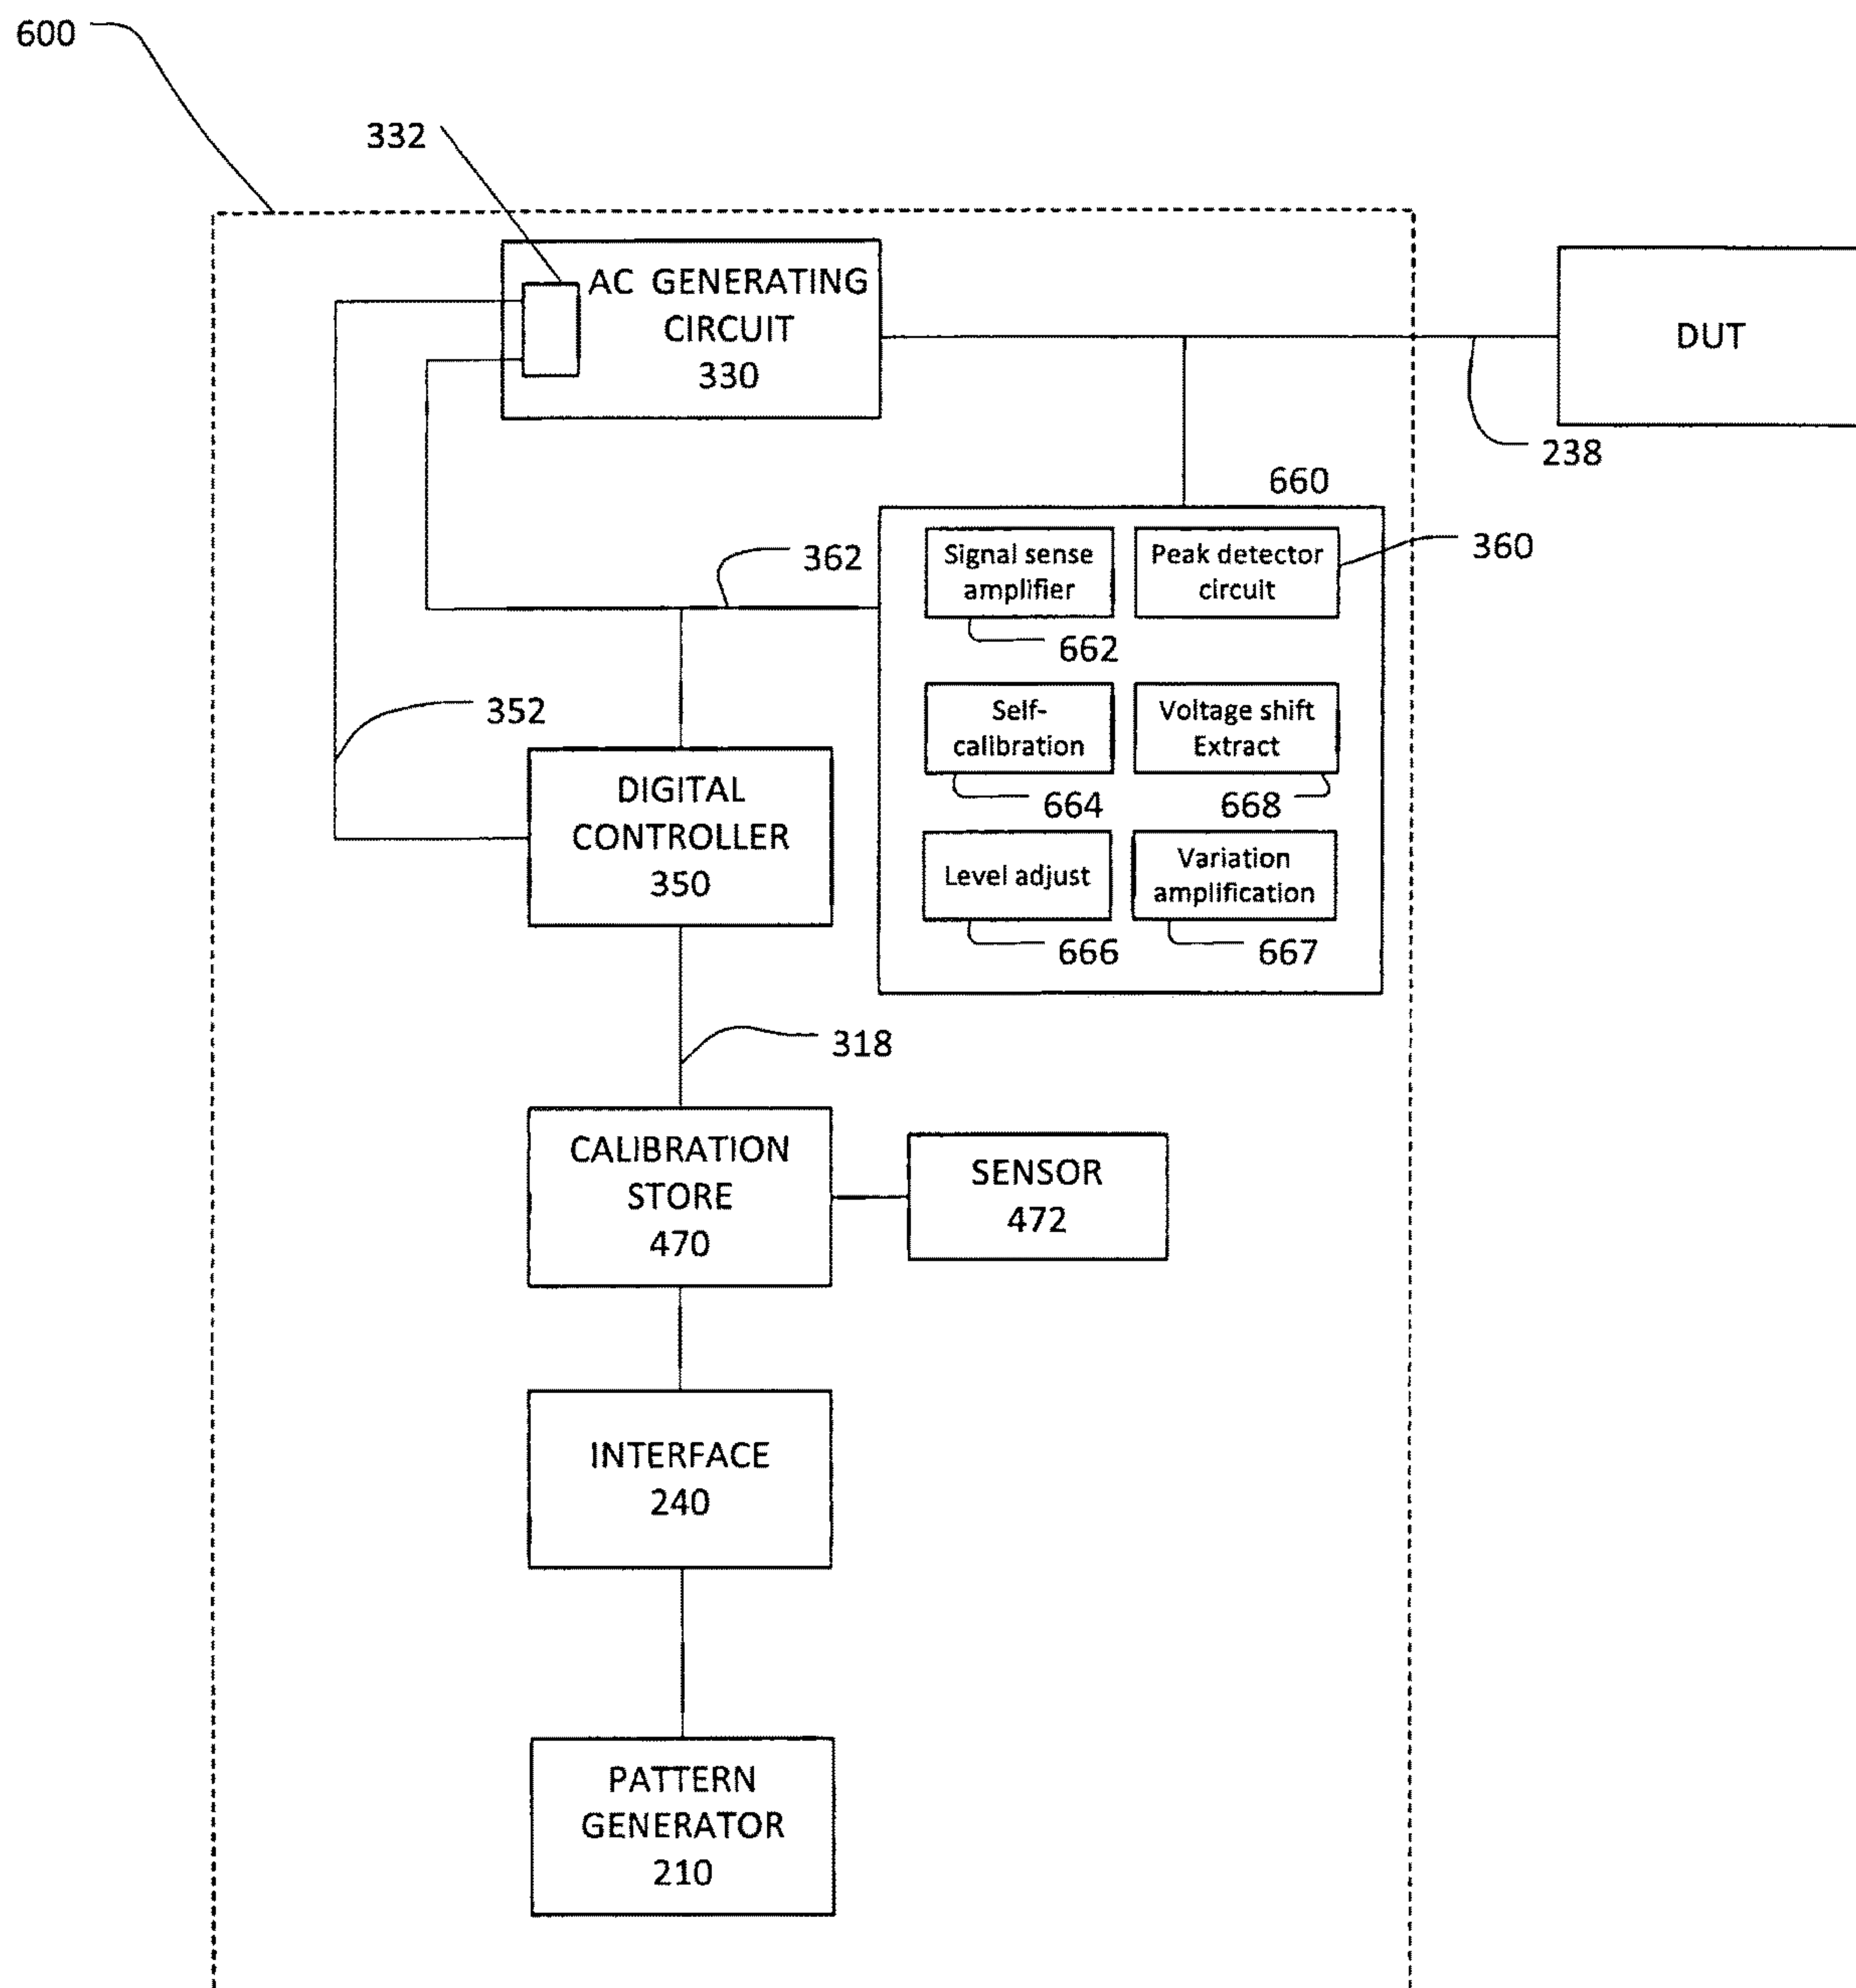 600
332
AC GENERATING
CIRCUIT
330
DUT
238
660
Signal sense
amplifier
Peak detector
circuit
360
362
662
352
Self-
calibration
Voltage shift
Extract
664
668
DIGITAL
CONTROLLER
350
Level adjust
Variation
amplification
666
667
318
CALIBRATION
STORE
470
SENSOR
472
INTERFACE
240
PATTERN
GENERATOR
210